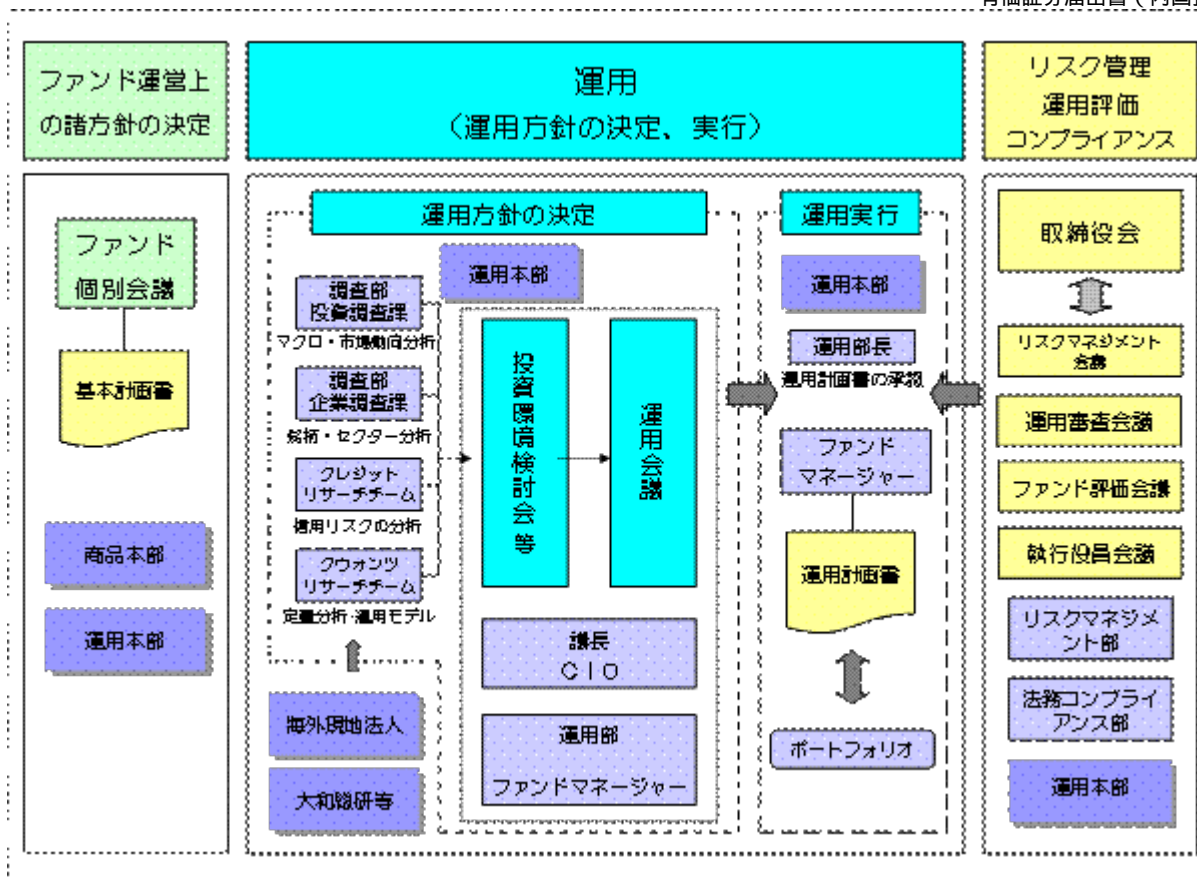 有価証券届出書（内国
ファンド運営上
の諸方針の決定
運用
（運用方針の決定、実行）
リスク管理
運用評価
コンプライアンス
ファンド
個別会議
基本計画書
商品本部
運用本部
運用方針の決定
運用本部
調査部
投資調査課
マクロ・市場動向分析
調査部
企業調査課
銘柄・セクター分析
クレジット
リサーチチーム
信用リスクの分析
クウォンツ
リサーチチーム
定量分析・運用モデル
海外現地法人
大和総研等
投資環境検討会等
運用会議
議長
ＣＩＯ
運用部
ファンドマネージャー
運用実行
運用本部
運用部長
運用計画書の承認
ファンド
マネージャー
運用計画書
ポートフォリオ
取締役会
リスクマネジメント
会議
運用審査会議
ファンド評価会議
執行役員会議
リスクマネジメ
ント部
法務コンプライ
アンス部
運用本部